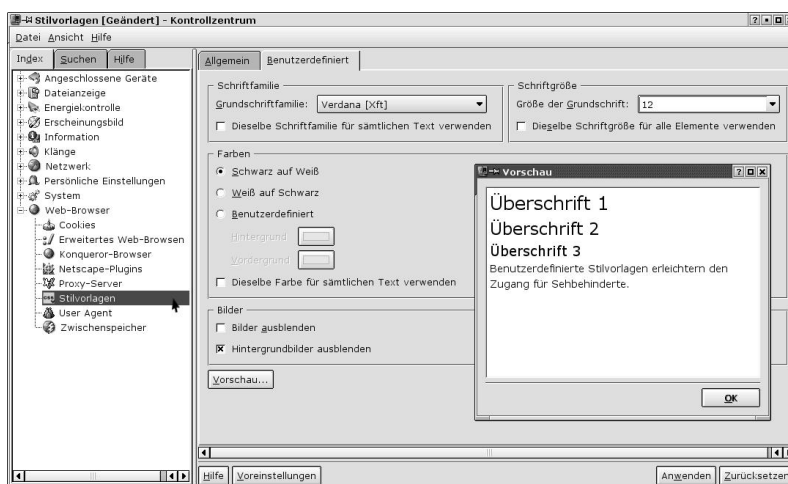 Stilvorlagen [Geändert] - Kontrollzentrum
Datei Ansicht Hilfe
Index Suchen Hilfe
Angeschlossene Geräte
Dateianzeige
Energiekontrolle
Erscheinungsbild
Information
Klänge
Netzwerk
Persönliche Einstellungen
System
Web-Browser
Cookies
Erweitertes Web-Browsen
Konqueror-Browser
Netscape-Plugins
Proxy-Server
Stilvorlagen
User Agent
Zwischenspeicher
Allgemein Benutzerdefiniert
Schriftfamilie
Grundschriftfamilie: Verdana [Xft]
Dieselbe Schriftfamilie für sämtlichen Text verwenden
Schriftgröße
Größe der Grundschrift: 12
Dieselbe Schriftgröße für alle Elemente verwenden
Farben
Schwarz auf Weiß
Weiß auf Schwarz
Benutzerdefiniert
Hintergrund
Vordergrund
Dieselbe Farbe für sämtlichen Text verwenden
Bilder
Bilder ausblenden
Hintergrundbilder ausblenden
Vorschau...
Vorschau
Überschrift 1
Überschrift 2
Überschrift 3
Benutzerdefinierte Stilvorlagen erleichtern den
Zugang für Sehbehinderte.
OK
Hilfe Voreinstellungen Anwenden Zurücksetzen